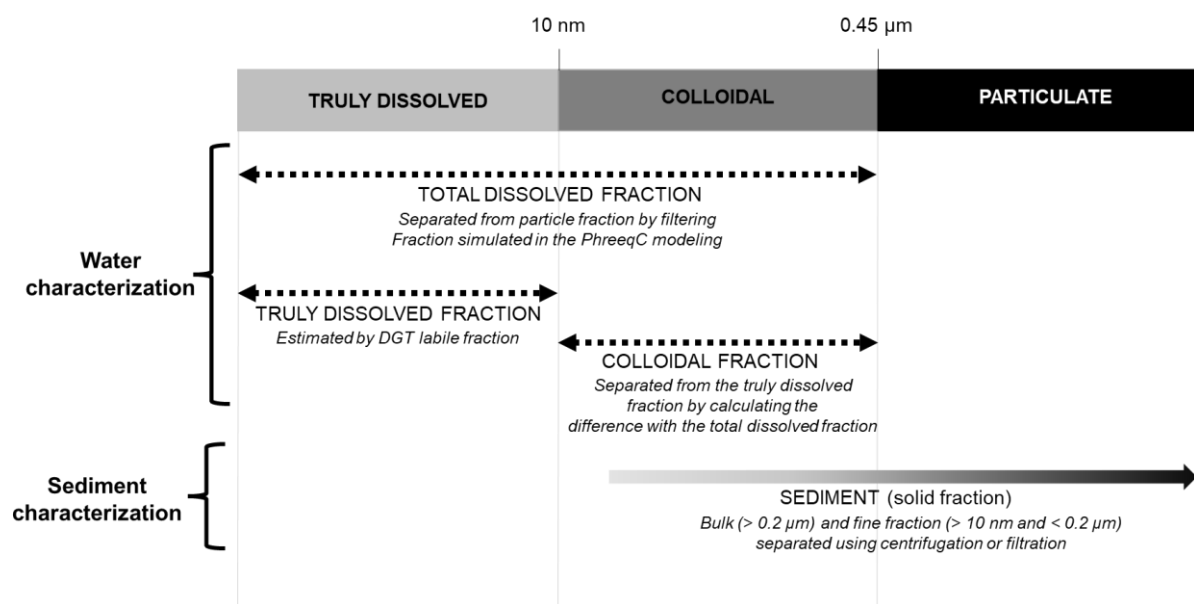 10 nm
0.45 µm
TRULY DISSOLVED
COLLOIDAL
PARTICULATE
Water
characterization
TOTAL DISSOLVED FRACTION
Separated from particle fraction by filtering
Fraction simulated in the PhreeqC modeling
TRULY DISSOLVED FRACTION
Estimated by DGT labile fraction
COLLOIDAL FRACTION
Separated from the truly dissolved
fraction by calculating the
difference with the total dissolved fraction
Sediment
characterization
SEDIMENT (solid fraction)
Bulk (> 0.2 µm) and fine fraction (> 10 nm and < 0.2 µm)
separated using centrifugation or filtration